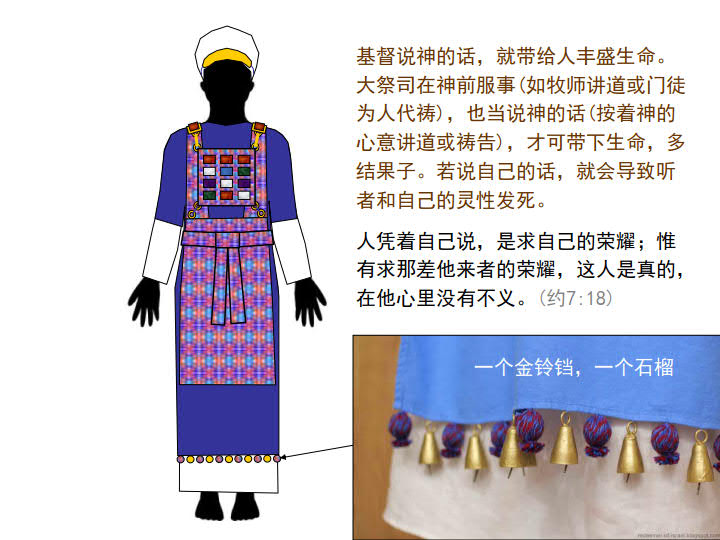 基督说神的话，就带给人丰盛生命。
大祭司在神前服事(如牧师讲道或门徒
为人代祷)，也当说神的话(按着神的
心意讲道或祷告)，才可带下生命，多
结果子。若说自己的话，就会导致听
者和自己的灵性发死。
人凭着自己说，是求自己的荣耀；惟
有求那差他来者的荣耀，这人是真的，
在他心里没有不义。(约7:18)
一个金铃铛，一个石榴